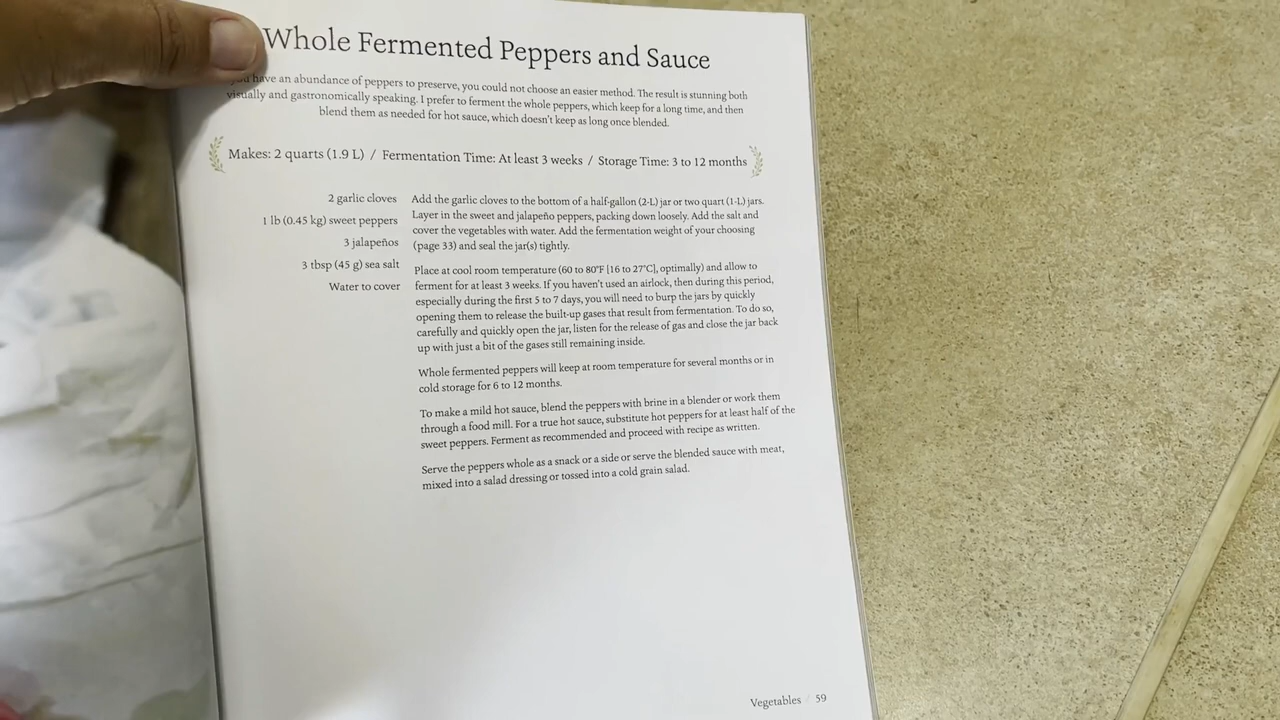 Whole Fermented Peppers and Sauce
you have an abundance of peppers to preserve, you could not choose an easier method. The result is stunning both
visually and gastronomically speaking. I prefer to ferment the whole peppers, which keep for a long time, and then
blend them as needed for hot sauce, which doesn't keep as long once blended.
Makes: 2 quarts (1.9 L) / Fermentation Time: At least 3 weeks / Storage Time: 3 to 12 months
2 garlic cloves
1 lb (0.45 kg) sweet peppers
3 jalapeños
3 tbsp (45 g) sea salt
Water to cover
Add the garlic cloves to the bottom of a half-gallon (2-L) jar or two quart (1-L) jars.
Layer in the sweet and jalapeño peppers, packing down loosely. Add the salt and
cover the vegetables with water. Add the fermentation weight of your choosing
(page 33) and seal the jar(s) tightly.
Place at cool room temperature (60 to 80°F [16 to 27°C], optimally) and allow to
ferment for at least 3 weeks. If you haven't used an airlock, then during this period,
especially during the first 5 to 7 days, you will need to burp the jars by quickly
opening them to release the built-up gases that result from fermentation. To do so,
carefully and quickly open the jar, listen for the release of gas and close the jar back
up with just a bit of the gases still remaining inside.
Whole fermented peppers will keep at room temperature for several months or in
cold storage for 6 to 12 months.
To make a mild hot sauce, blend the peppers with brine in a blender or work them
through a food mill. For a true hot sauce, substitute hot peppers for at least half of the
sweet peppers. Ferment as recommended and proceed with recipe as written.
Serve the peppers whole as a snack or a side or serve the blended sauce with meat,
mixed into a salad dressing or tossed into a cold grain salad.
Vegetables / 59